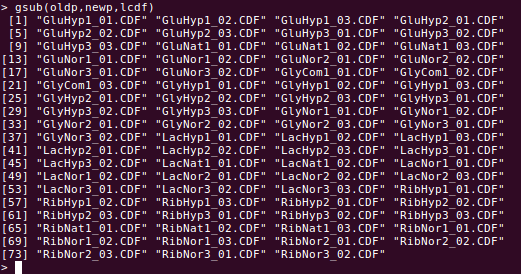 > gsub(oldp,newp,lcdf)
[1] "GluHyp1_01.CDF" "GluHyp1_02.CDF" "GluHyp1_03.CDF" "GluHyp2_01.CDF"
[5] "GluHyp2_02.CDF" "GluHyp2_03.CDF" "GluHyp3_01.CDF" "GluHyp3_02.CDF"
[9] "GluHyp3_03.CDF" "GluNat1_01.CDF" "GluNat1_02.CDF" "GluNat1_03.CDF"
[13] "GluNor1_01.CDF" "GluNor1_02.CDF" "GluNor2_01.CDF" "GluNor2_02.CDF"
[17] "GluNor3_01.CDF" "GluNor3_02.CDF" "GlyCom1_01.CDF" "GlyCom1_02.CDF"
[21] "GlyCom1_03.CDF" "GlyHyp1_01.CDF" "GlyHyp1_02.CDF" "GlyHyp1_03.CDF"
[25] "GlyHyp2_01.CDF" "GlyHyp2_02.CDF" "GlyHyp2_03.CDF" "GlyHyp3_01.CDF"
[29] "GlyHyp3_02.CDF" "GlyHyp3_03.CDF" "GlyNor1_01.CDF" "GlyNor1_02.CDF"
[33] "GlyNor2_01.CDF" "GlyNor2_02.CDF" "GlyNor2_03.CDF" "GlyNor3_01.CDF"
[37] "GlyNor3_02.CDF" "LacHyp1_01.CDF" "LacHyp1_02.CDF" "LacHyp1_03.CDF"
[41] "LacHyp2_01.CDF" "LacHyp2_02.CDF" "LacHyp3_02.CDF" "LacHyp3_01.CDF"
[45] "LacHyp3_02.CDF" "LacNat1_01.CDF" "LacNat1_02.CDF" "LacNor1_01.CDF"
[49] "LacNor1_02.CDF" "LacNor1_03.CDF" "LacNor2_01.CDF" "LacNor2_02.CDF"
[53] "LacNor3_01.CDF" "LacNor3_02.CDF" "LacNor3_03.CDF" "RibHyp1_01.CDF"
[57] "RibHyp1_02.CDF" "RibHyp1_03.CDF" "RibHyp2_01.CDF" "RibHyp2_02.CDF"
[61] "RibHyp2_03.CDF" "RibHyp3_01.CDF" "RibHyp3_02.CDF" "RibHyp3_03.CDF"
[65] "RibNat1_01.CDF" "RibNat1_02.CDF" "RibNat1_03.CDF" "RibNor1_01.CDF"
[69] "RibNor1_02.CDF" "RibNor1_03.CDF" "RibNor2_01.CDF" "RibNor2_02.CDF"
[73] "RibNor2_03.CDF" "RibNor3_01.CDF" "RibNor3_02.CDF"
>